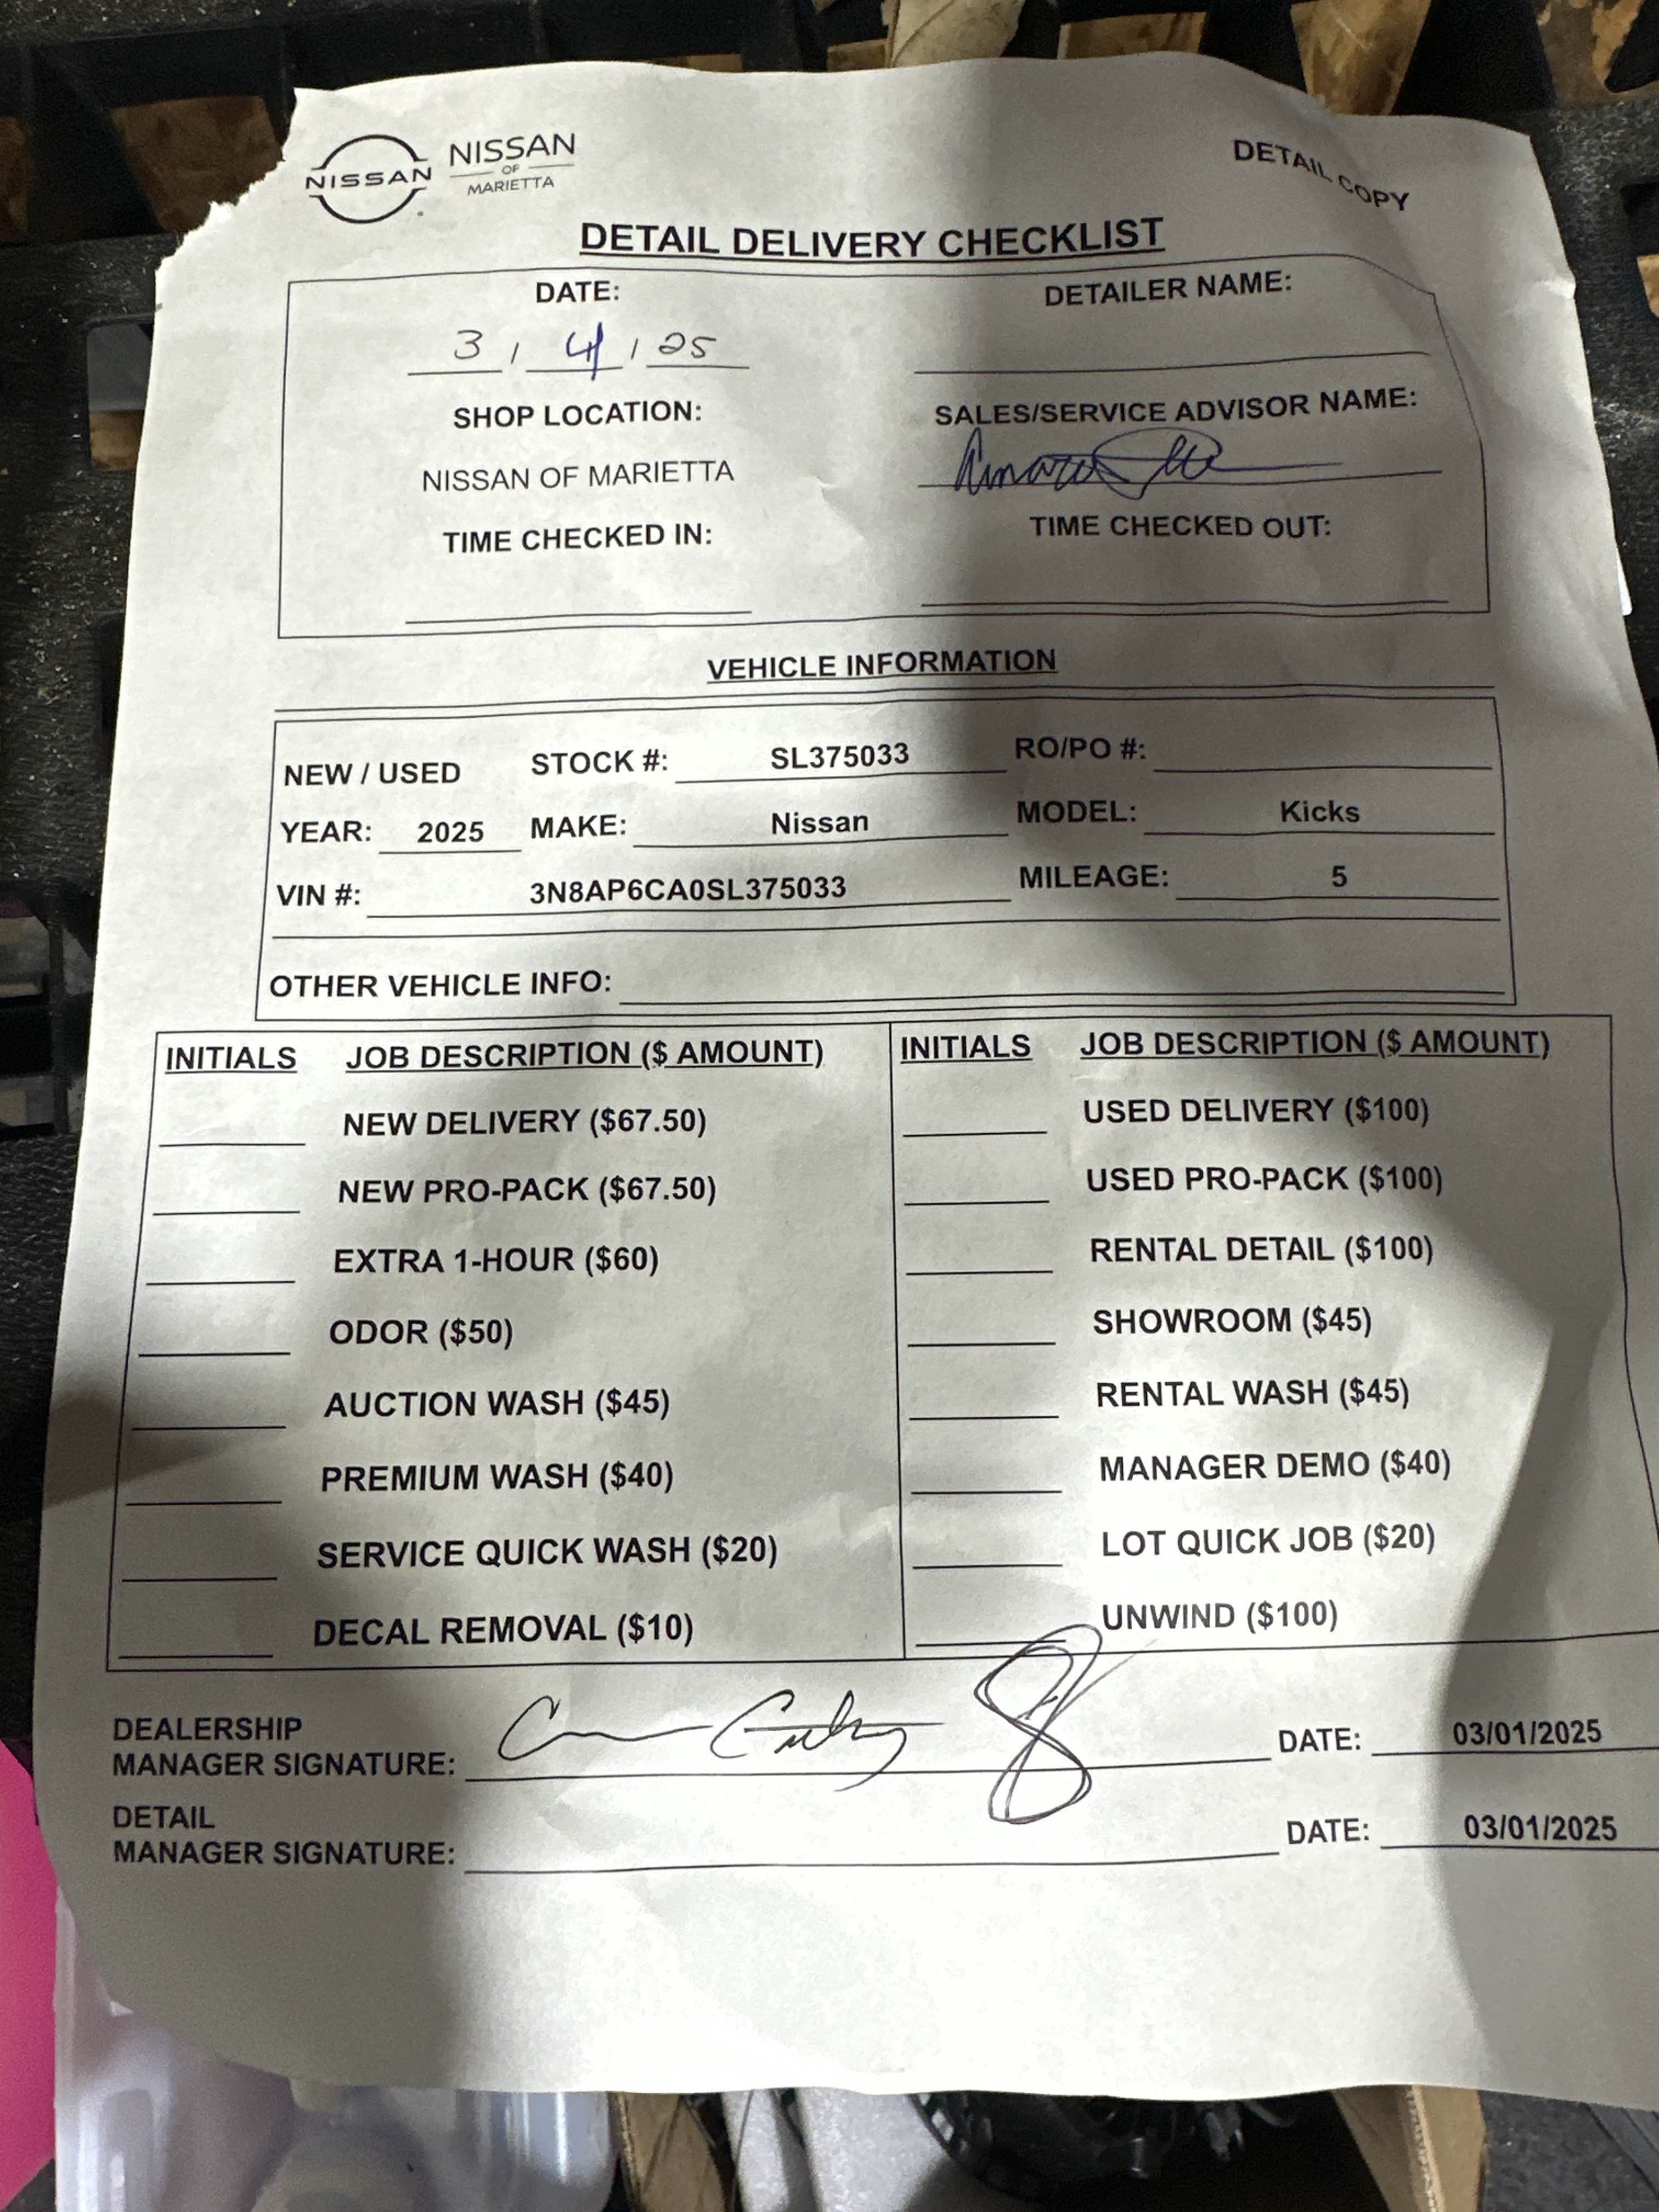 NISSAN NISSAN OF MARIETTA
DETAIL COPY
DETAIL DELIVERY CHECKLIST
DATE: DETAILER NAME:
3 / 4 / 25
SHOP LOCATION: SALES/SERVICE ADVISOR NAME:
NISSAN OF MARIETTA
TIME CHECKED IN: TIME CHECKED OUT:
VEHICLE INFORMATION
NEW / USED STOCK #: SL375033 RO/PO #:
YEAR: 2025 MAKE: Nissan MODEL: Kicks
VIN #: 3N8AP6CA0SL375033 MILEAGE: 5
OTHER VEHICLE INFO:
INITIALS JOB DESCRIPTION ($ AMOUNT) INITIALS JOB DESCRIPTION ($ AMOUNT)
NEW DELIVERY ($67.50) USED DELIVERY ($100)
NEW PRO-PACK ($67.50) USED PRO-PACK ($100)
EXTRA 1-HOUR ($60) RENTAL DETAIL ($100)
ODOR ($50) SHOWROOM ($45)
AUCTION WASH ($45) RENTAL WASH ($45)
PREMIUM WASH ($40) MANAGER DEMO ($40)
SERVICE QUICK WASH ($20) LOT QUICK JOB ($20)
DECAL REMOVAL ($10) UNWIND ($100)
DEALERSHIP
MANAGER SIGNATURE: DATE: 03/01/2025
DETAIL
MANAGER SIGNATURE: DATE: 03/01/2025